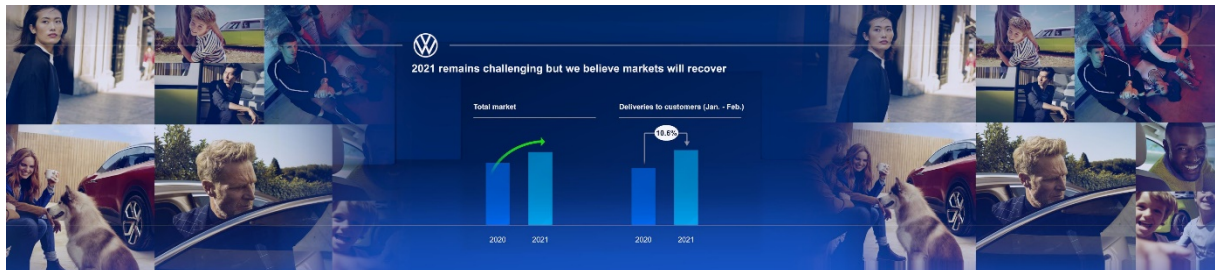 2021 remains challenging but we believe markets will recover
Total market
Deliveries to customers (Jan. - Feb.)
10.6%
2020 2021
2020 2021